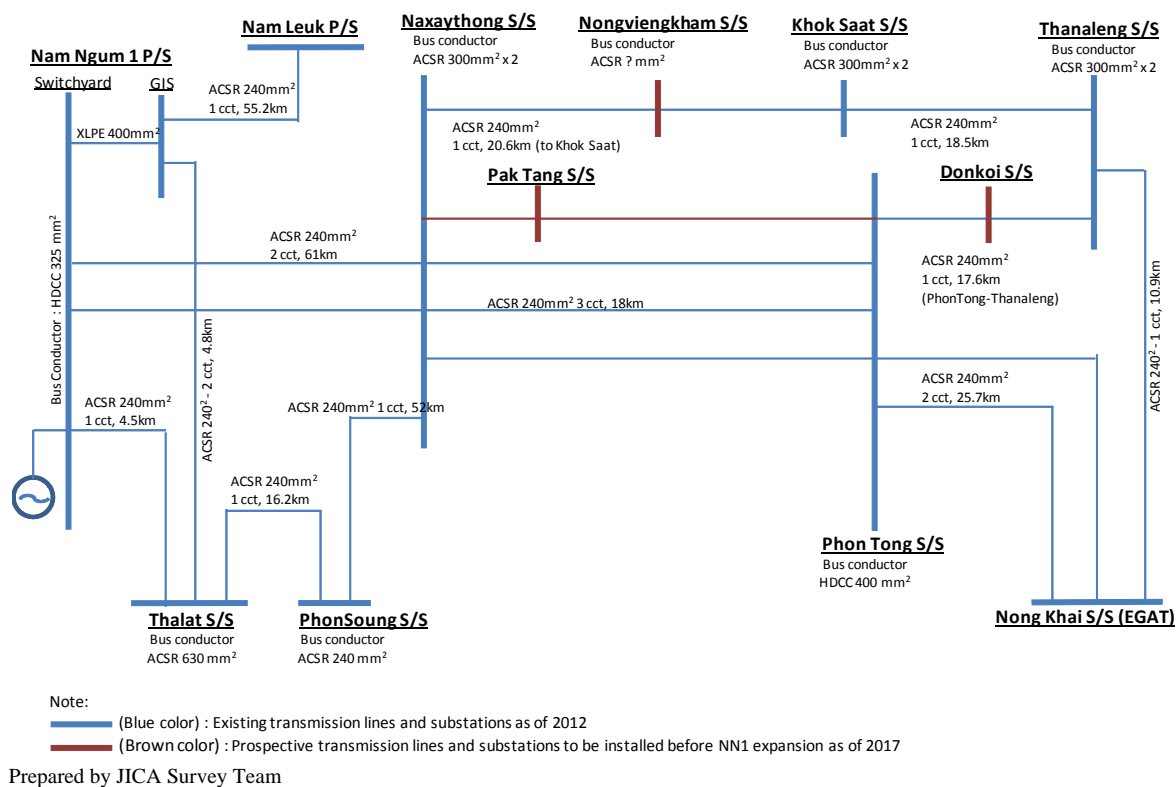 Nam Leuk P/S
Naxaythong S/S
Bus conductor
ACSR 300mm² x 2
Nongviengkham S/S
Bus conductor
ACSR ? mm²
Khok Saat S/S
Bus conductor
ACSR 300mm² x 2
Thanaleng S/S
Bus conductor
ACSR 300mm² x 2
Nam Ngum 1 P/S
Switchyard
GIS
ACSR 240mm²
1 cct, 55.2km
XLPE 400mm²
ACSR 240mm²
1 cct, 20.6km (to Khok Saat)
ACSR 240mm²
1 cct, 18.5km
Pak Tang S/S
Donkoi S/S
ACSR 240mm²
2 cct, 61km
ACSR 240mm²
1 cct, 17.6km
(PhonTong-Thanaleng)
ACSR 240mm² 3 cct, 18km
Bus Conductor : HDCC 325 mm²
ACSR 240² - 2 cct, 4.8km
ACSR 240² - 1 cct, 10.9km
ACSR 240mm²
1 cct, 4.5km
ACSR 240mm² 1 cct, 52km
ACSR 240mm²
2 cct, 25.7km
ACSR 240mm²
1 cct, 16.2km
Phon Tong S/S
Bus conductor
HDCC 400 mm²
Thalat S/S
Bus conductor
ACSR 630 mm²
PhonSoung S/S
Bus conductor
ACSR 240 mm²
Nong Khai S/S (EGAT)
Note:
(Blue color) : Existing transmission lines and substations as of 2012
(Brown color) : Prospective transmission lines and substations to be installed before NN1 expansion as of 2017
Prepared by JICA Survey Team